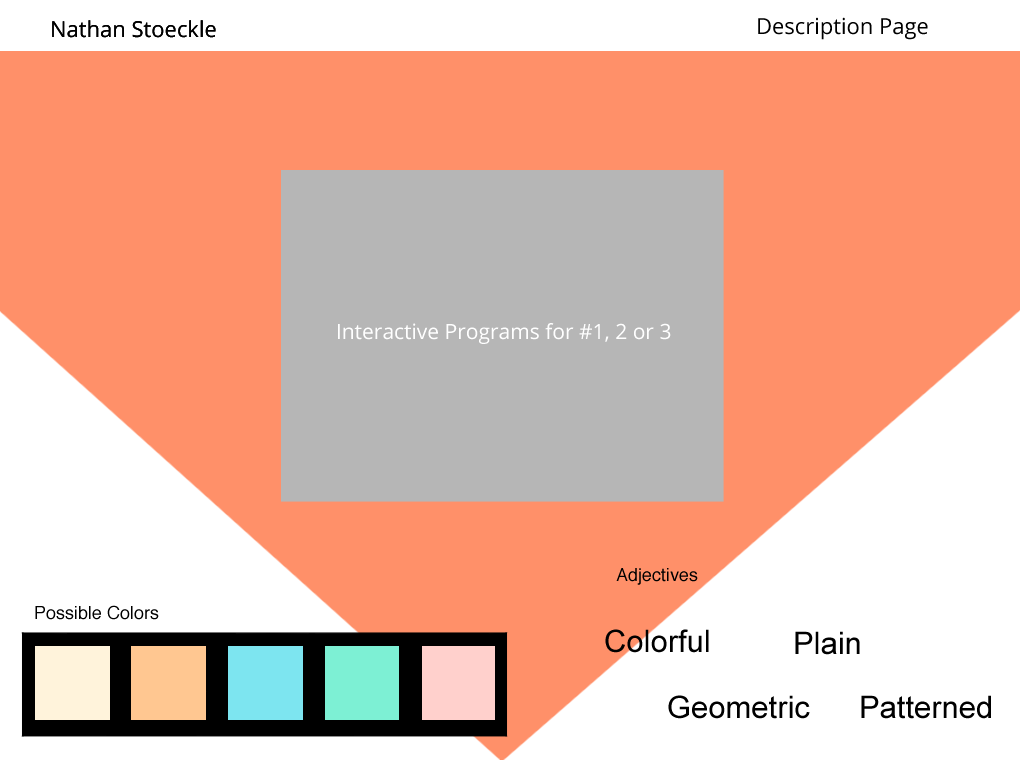 Nathan Stoeckle
Description Page
Interactive Programs for #1, 2 or 3
Adjectives
Possible Colors
Colorful
Plain
Geometric
Patterned